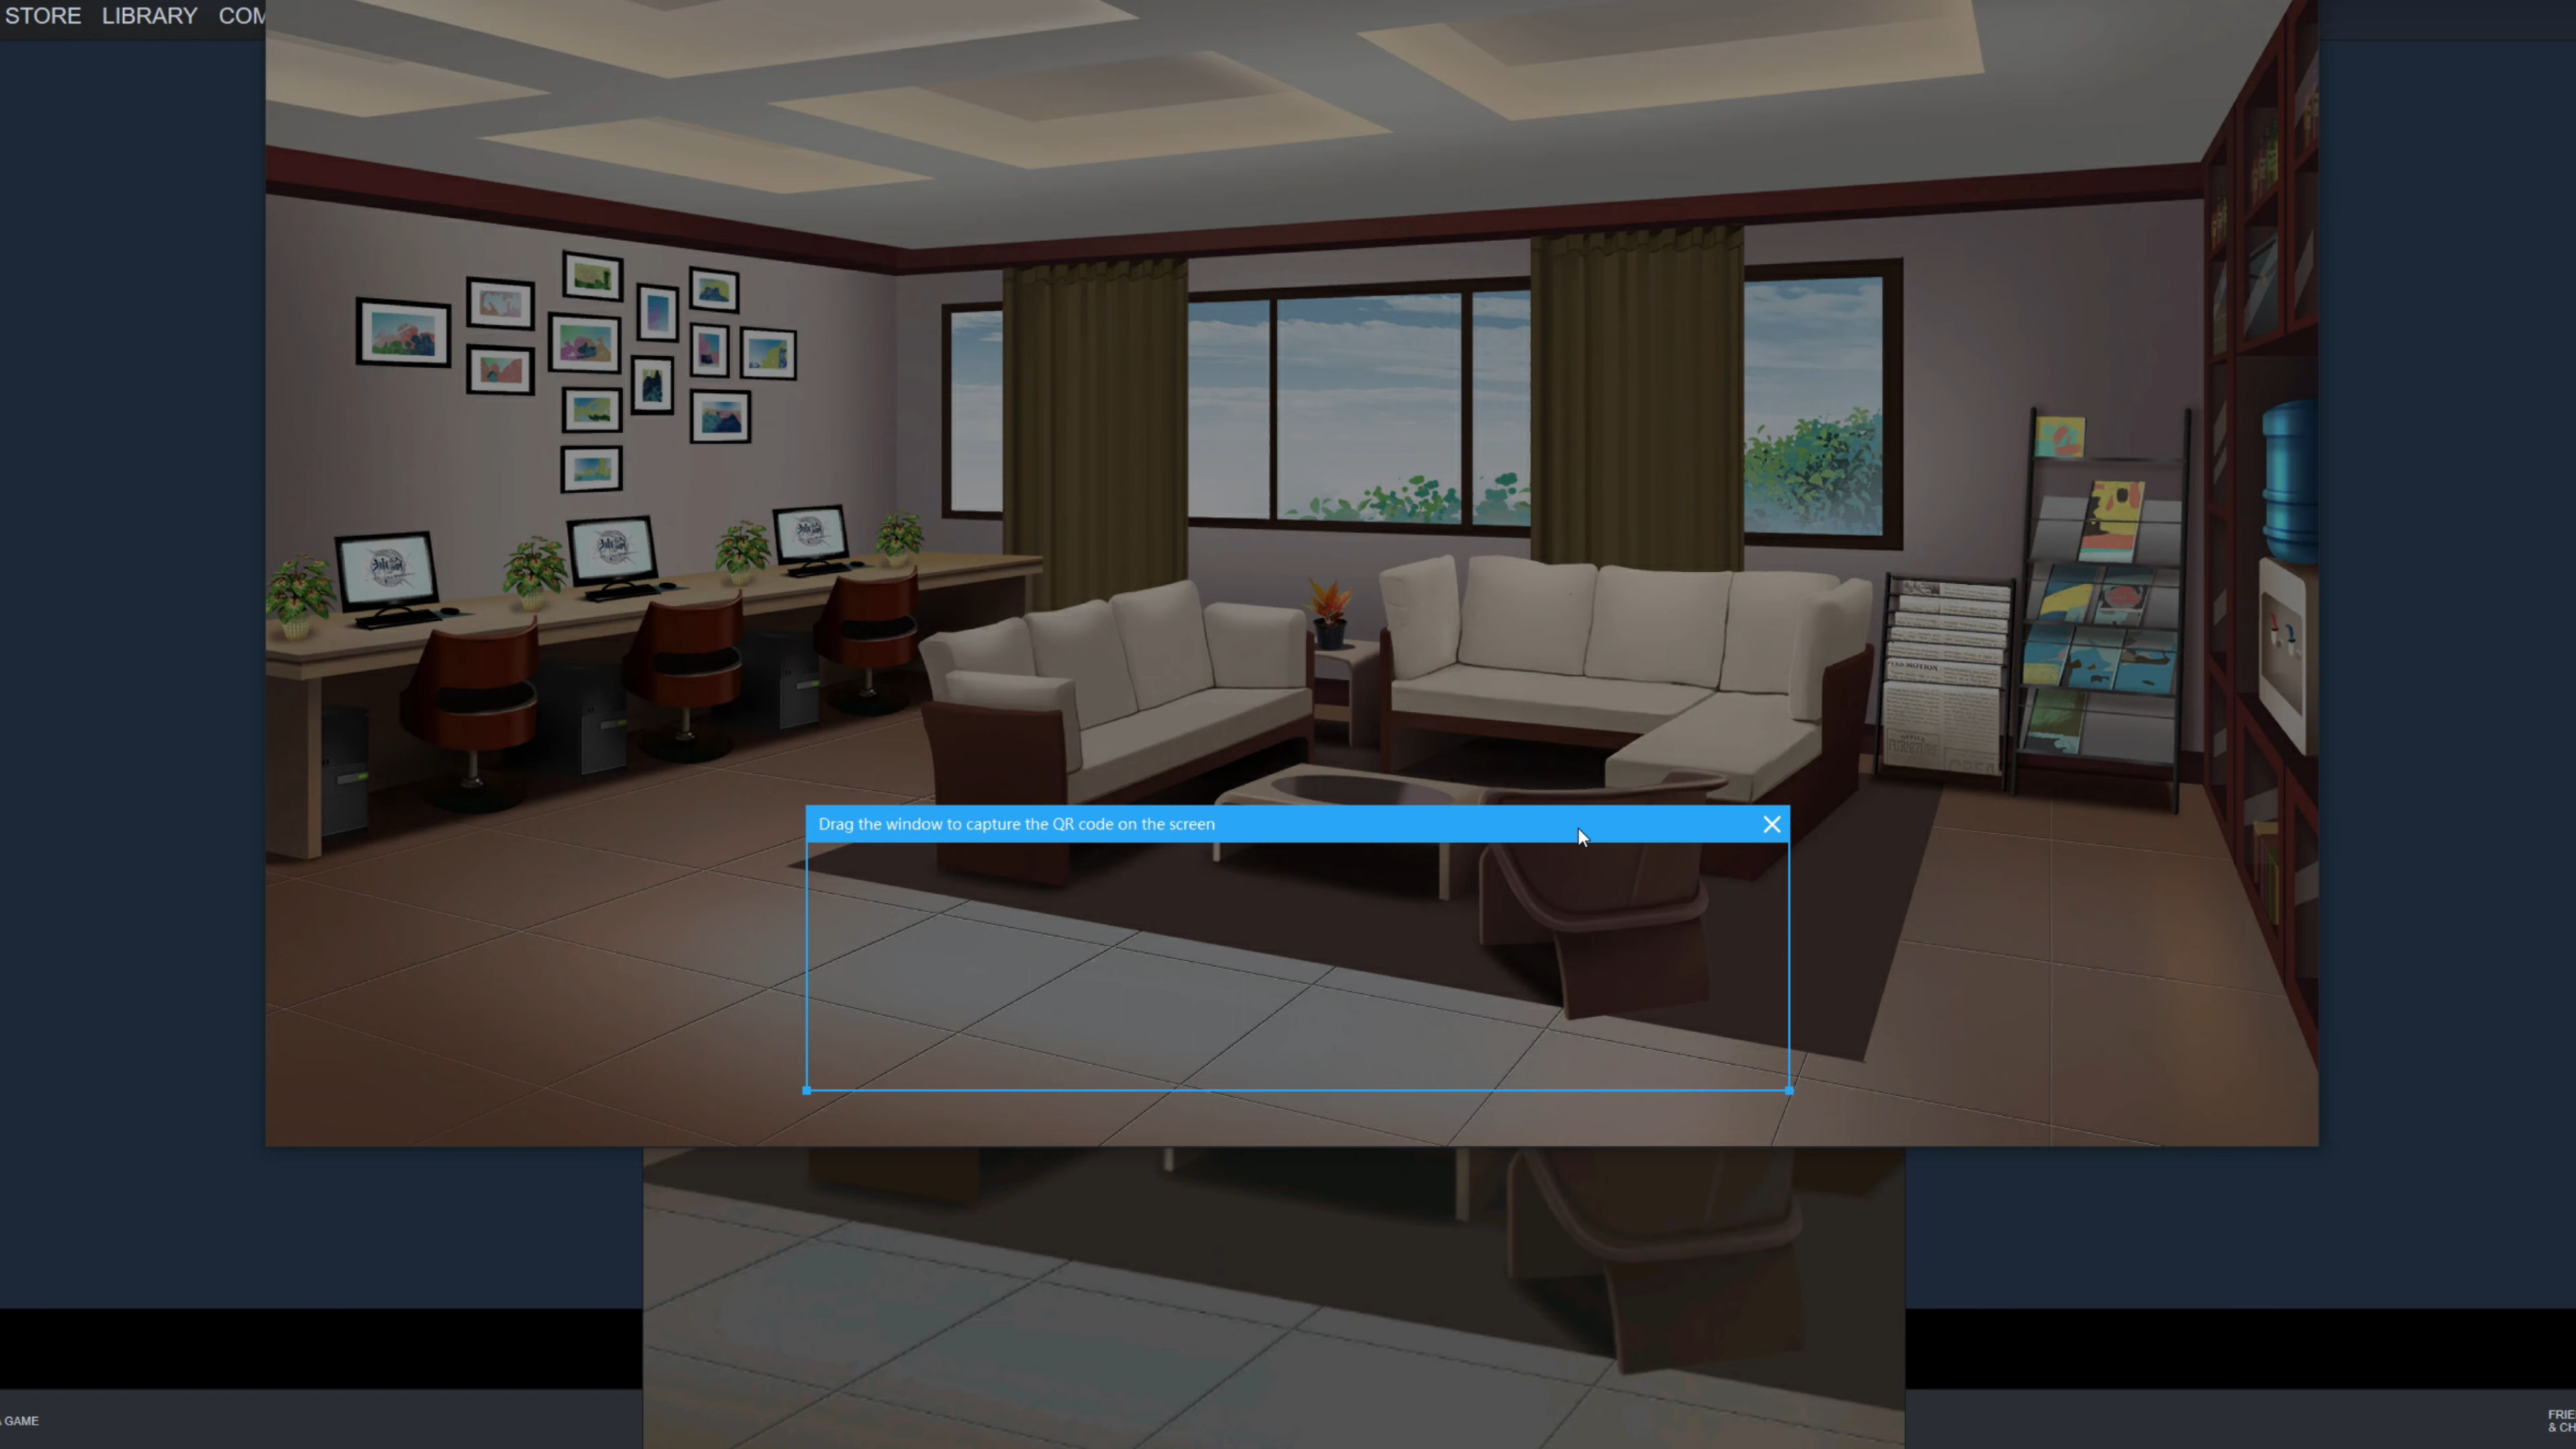 STORE LIBRARY COM
Drag the window to capture the QR code on the screen
GAME
FRIE
& CH